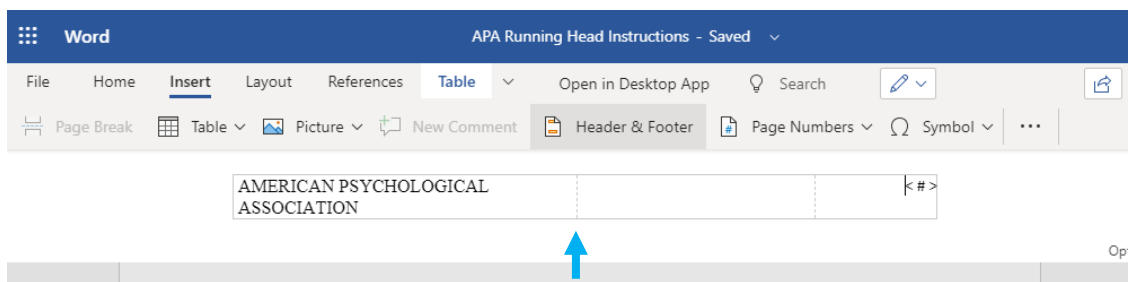 Word APA Running Head Instructions - Saved
File Home Insert Layout References Table Open in Desktop App Search
Page Break Table Picture New Comment Header & Footer # Page Numbers Symbol ...
AMERICAN PSYCHOLOGICAL < # >
ASSOCIATION